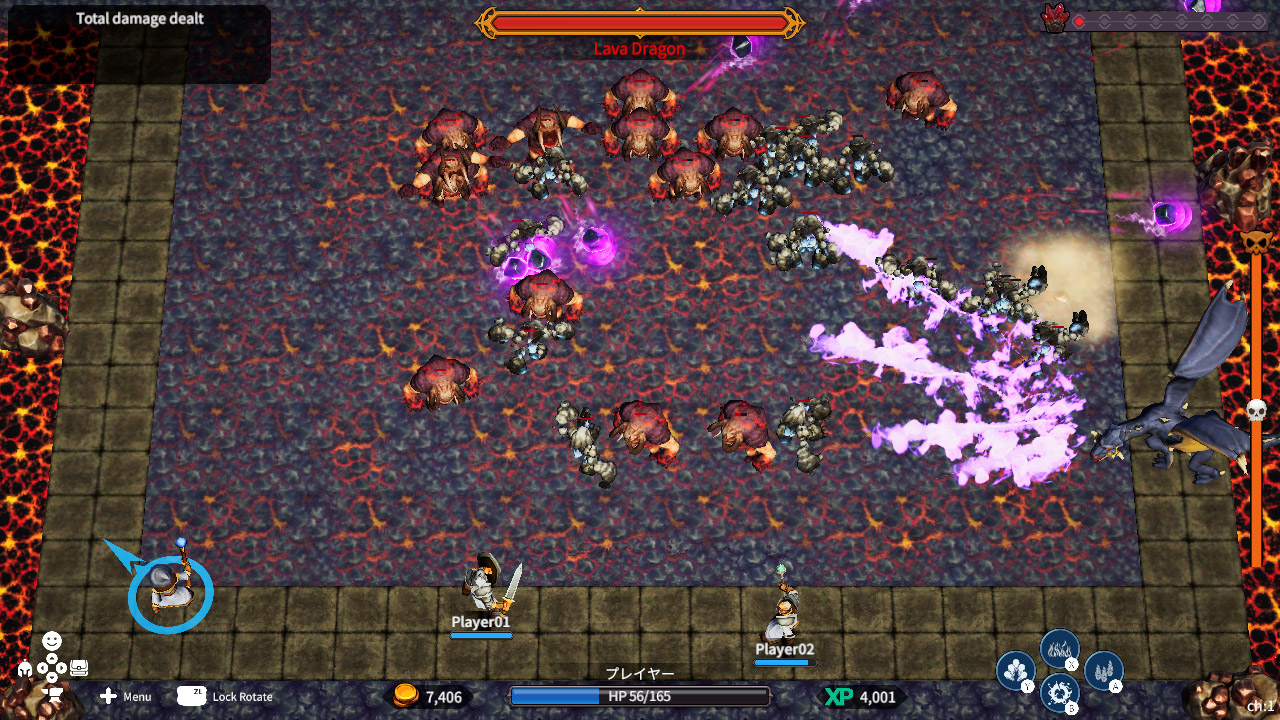 Total damage dealt
Lava Dragon
Player01
Player02
プレイヤー
ZL
Menu
Lock Rotate
7,406
HP 56/165
XP 4,001
X
Y
A
B
ch:1